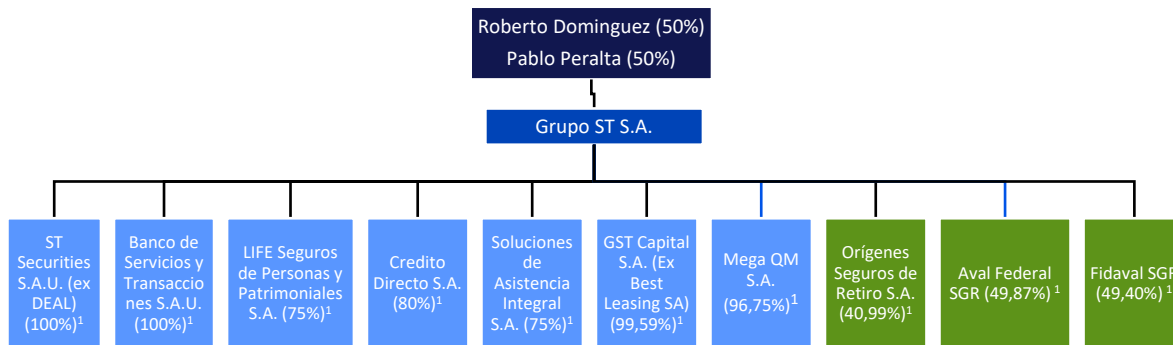 Roberto Dominguez (50%)
Pablo Peralta (50%)
Grupo ST S.A.
ST
Securities
S.A.U. (ex
DEAL)
(100%)¹
Banco de
Servicios y
Transaccio
nes S.A.U.
(100%)¹
LIFE Seguros
de Personas y
Patrimoniales
S.A. (75%)¹
Credito
Directo S.A.
(80%)¹
Soluciones
de
Asistencia
Integral
S.A. (75%)¹
GST Capital
S.A. (Ex
Best
Leasing SA)
(99,59%)¹
Mega QM
S.A.
(96,75%)¹
Orígenes
Seguros de
Retiro S.A.
(40,99%)¹
Aval Federal
SGR (49,87%) ¹
Fidaval SGR
(49,40%) ¹